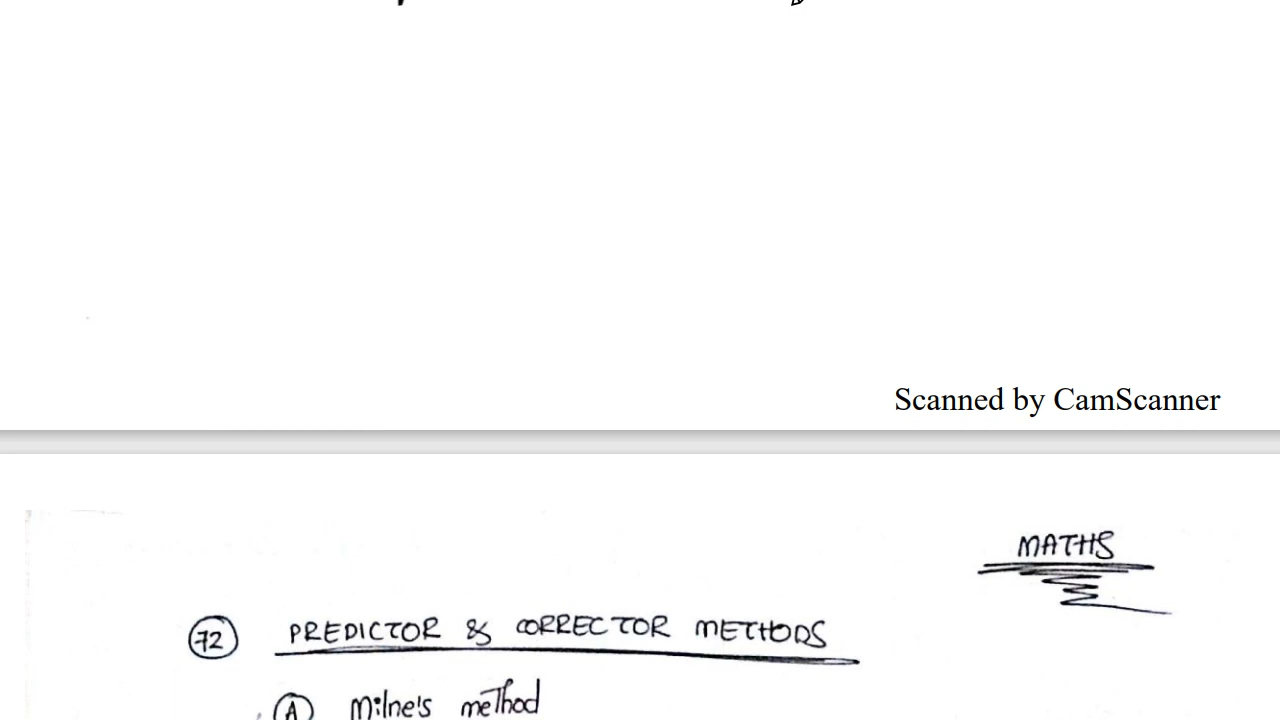 Scanned by CamScanner
MATHS
72 PREDICTOR & CORRECTOR METHODS
A Milne's method